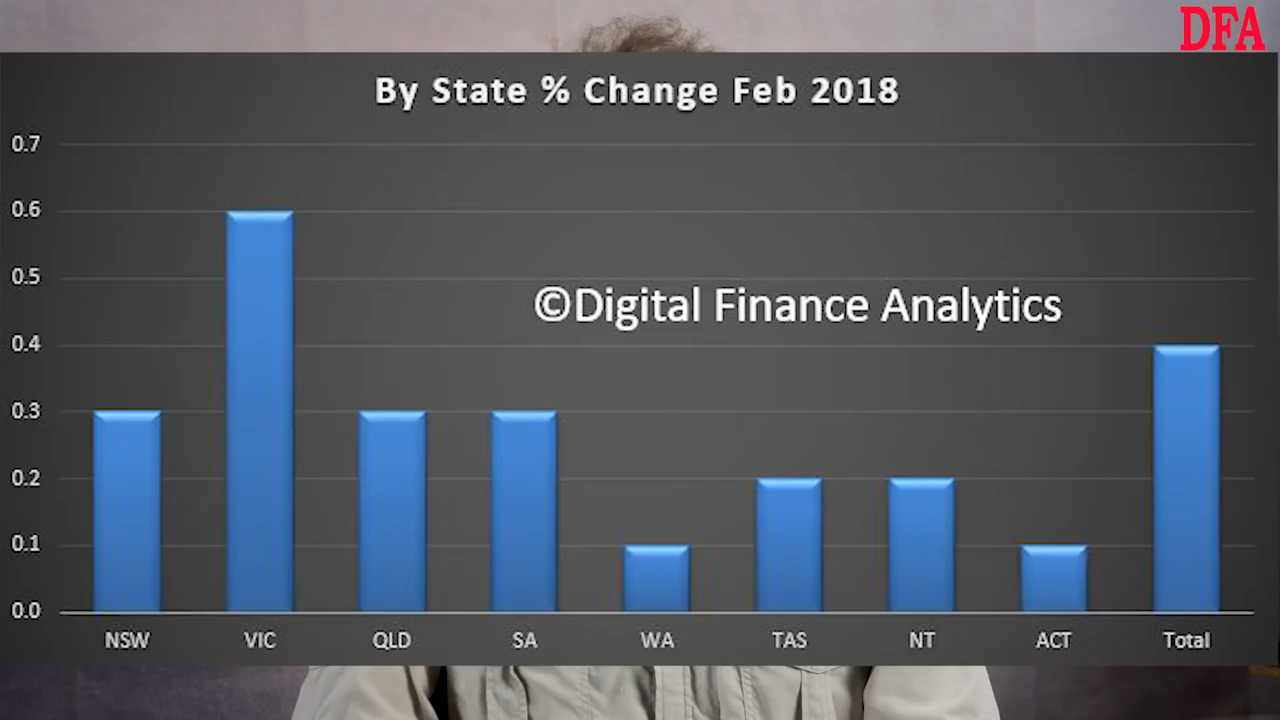 DFA
By State % Change Feb 2018
0.7
0.6
0.5
©Digital Finance Analytics
0.4
0.3
0.2
0.1
0.0
NSW VIC QLD SA WA TAS NT ACT Total